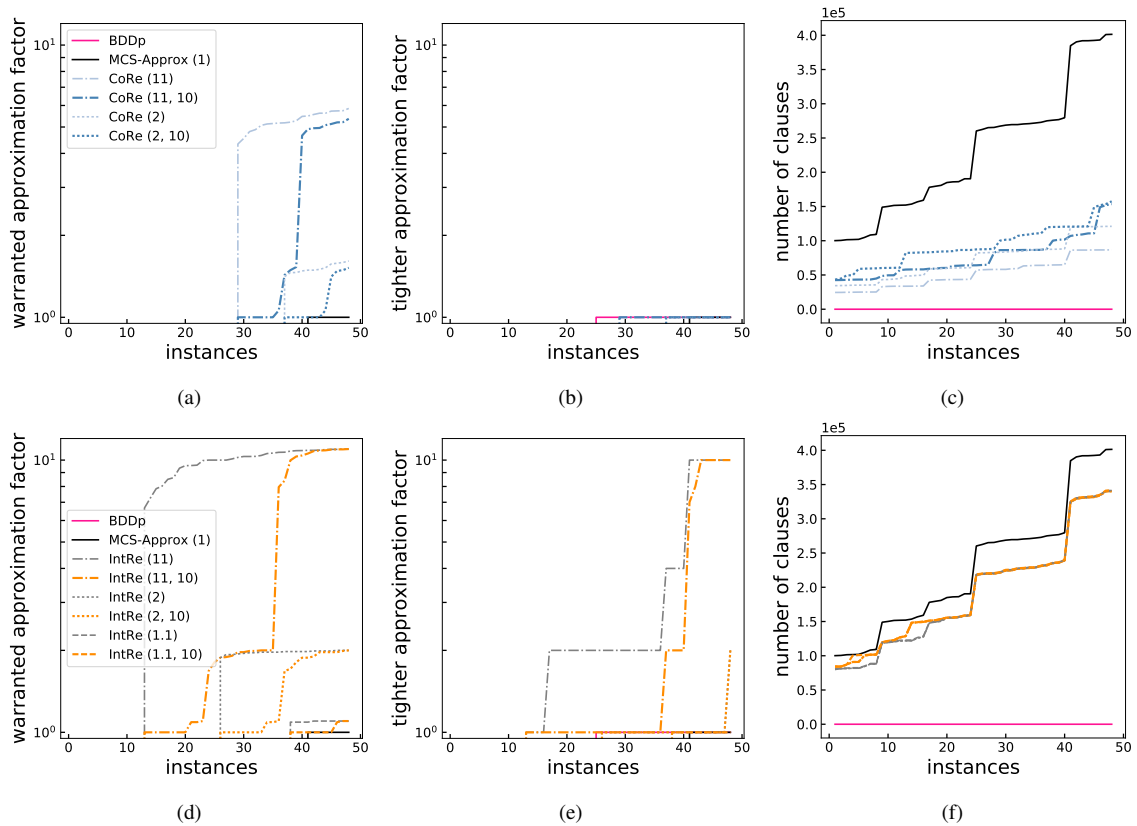 warranted approximation factor
10¹
10⁰
BDDp
MCS-Approx (1)
CoRe (11)
CoRe (11, 10)
CoRe (2)
CoRe (2, 10)
0 10 20 30 40 50
instances
(a)
tighter approximation factor
10¹
10⁰
0 10 20 30 40 50
instances
(b)
1e5
number of clauses
4.0
3.5
3.0
2.5
2.0
1.5
1.0
0.5
0.0
0 10 20 30 40 50
instances
(c)
warranted approximation factor
10¹
10⁰
BDDp
MCS-Approx (1)
IntRe (11)
IntRe (11, 10)
IntRe (2)
IntRe (2, 10)
IntRe (1.1)
IntRe (1.1, 10)
0 10 20 30 40 50
instances
(d)
tighter approximation factor
10¹
10⁰
0 10 20 30 40 50
instances
(e)
1e5
number of clauses
4.0
3.5
3.0
2.5
2.0
1.5
1.0
0.5
0.0
0 10 20 30 40 50
instances
(f)